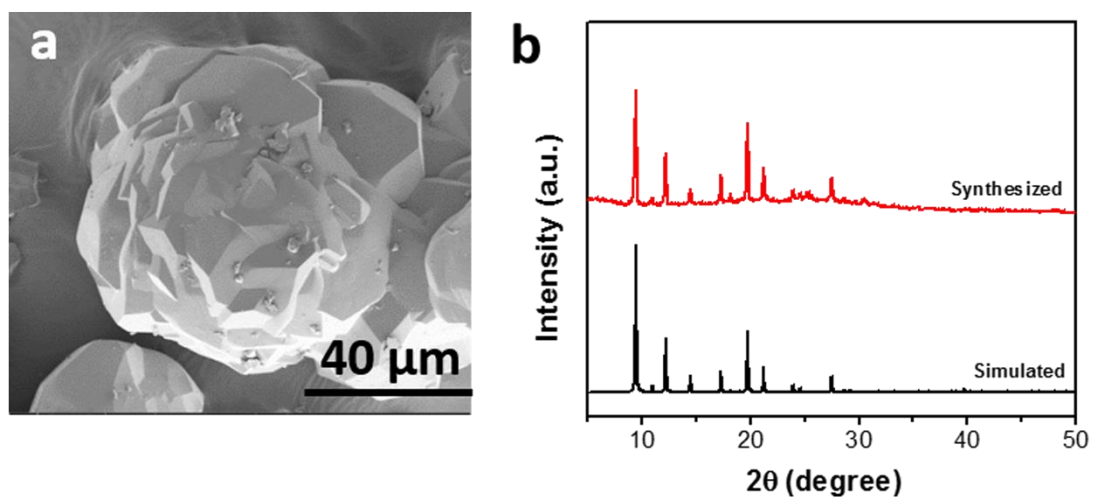 a
40 μm
b
Intensity (a.u.)
Synthesized
Simulated
10 20 30 40 50
2θ (degree)